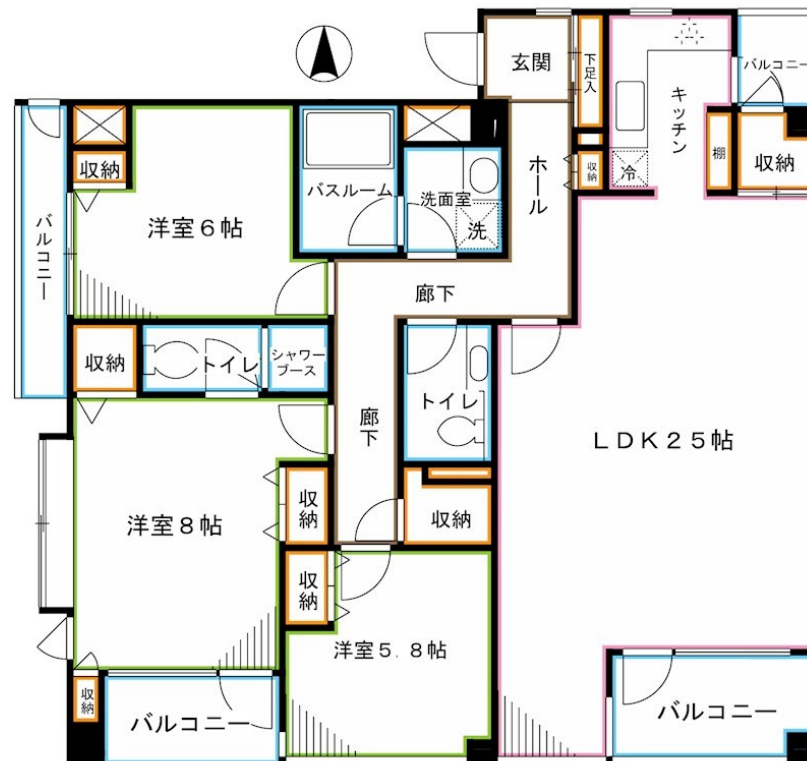 玄関
下足入
キッチン
バルコニー
収納
棚
冷
収納
ホール
収納
洋室6帖
バスルーム
洗面室
洗
バルコニー
廊下
収納
トイレ
シャワー
ブース
トイレ
廊下
LDK25帖
洋室8帖
収納
収納
収納
洋室5.8帖
収納
バルコニー
バルコニー